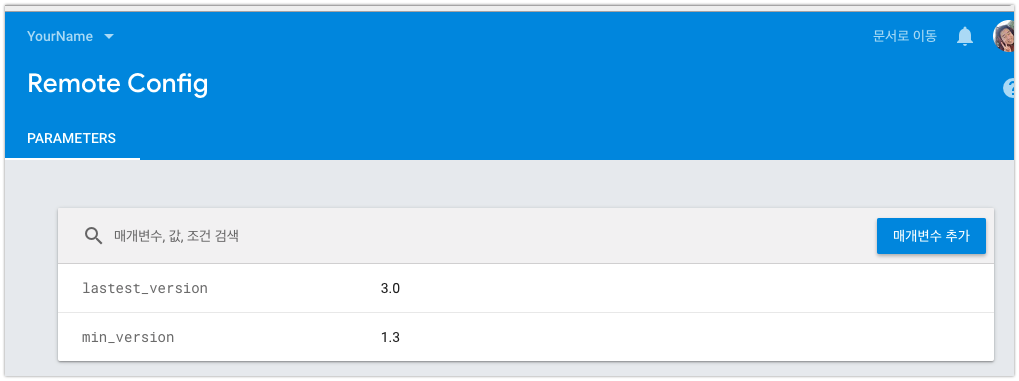 YourName
문서로 이동
Remote Config
PARAMETERS
매개변수, 값, 조건 검색
매개변수 추가
lastest_version 3.0
min_version 1.3